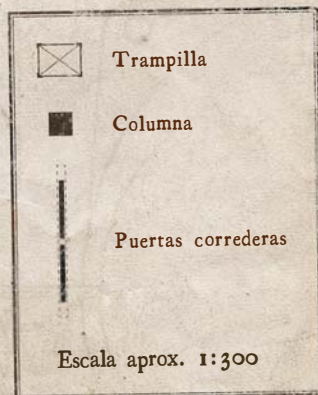 Trampilla
Columna
Puertas correderas
Escala aprox. 1:300